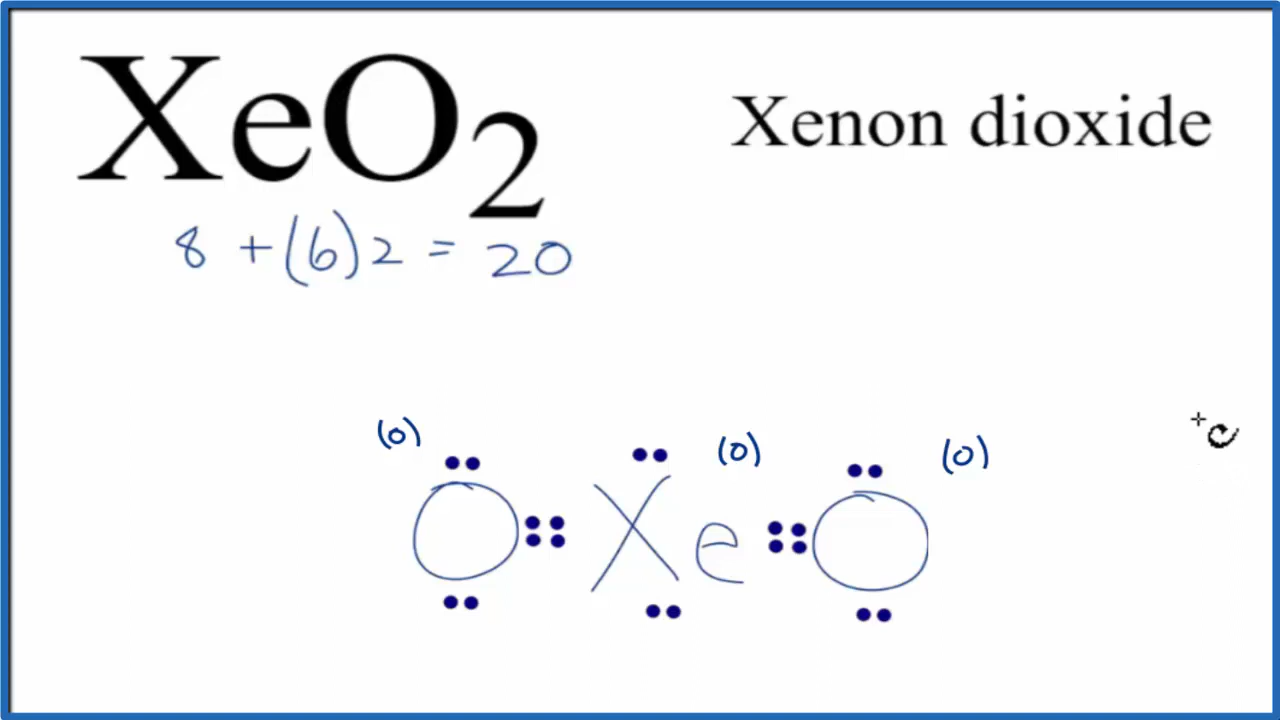 XeO₂
Xenon dioxide
8 + (6) 2 = 20
(0) (0) (0)
O Xe O